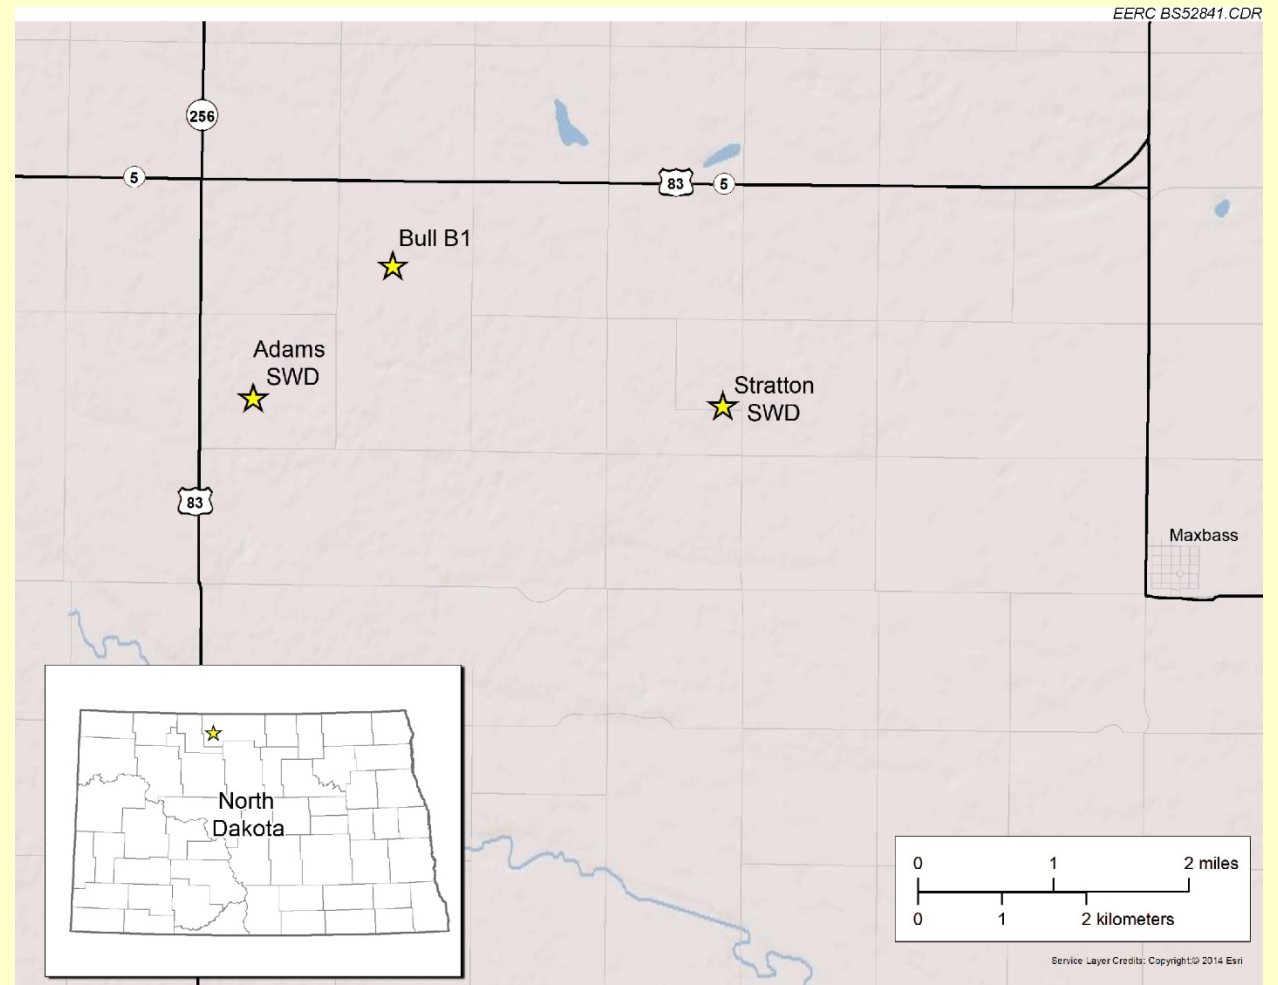 EERC BS52841.CDR
256
5
83
5
Bull B1
Adams
SWD
Stratton
SWD
83
Maxbass
North
Dakota
0 1 2 miles
0 1 2 kilometers
Service Layer Credits: Copyright:© 2014 Esri